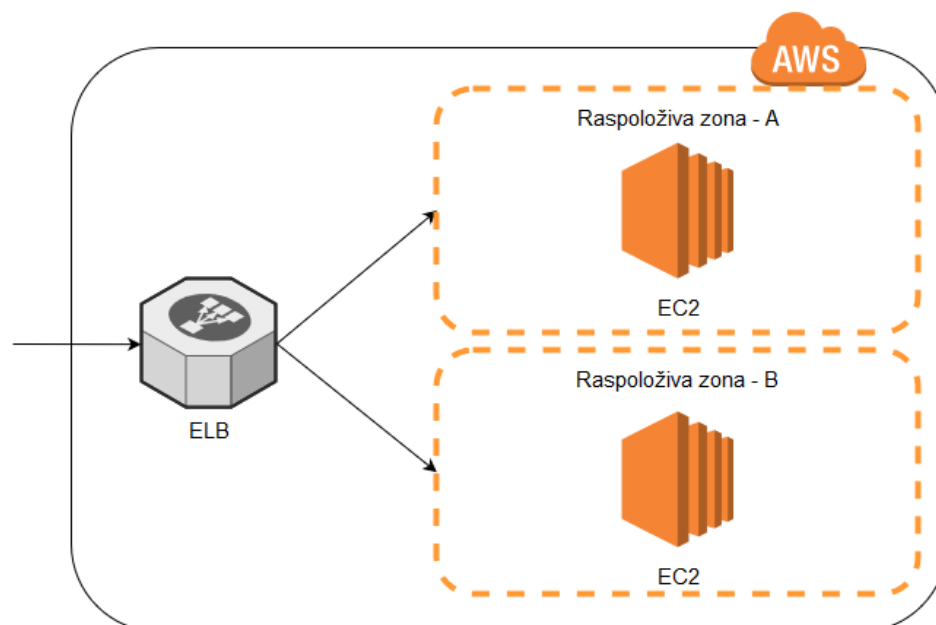 AWS
Raspoloživa zona - A
EC2
ELB
Raspoloživa zona - B
EC2